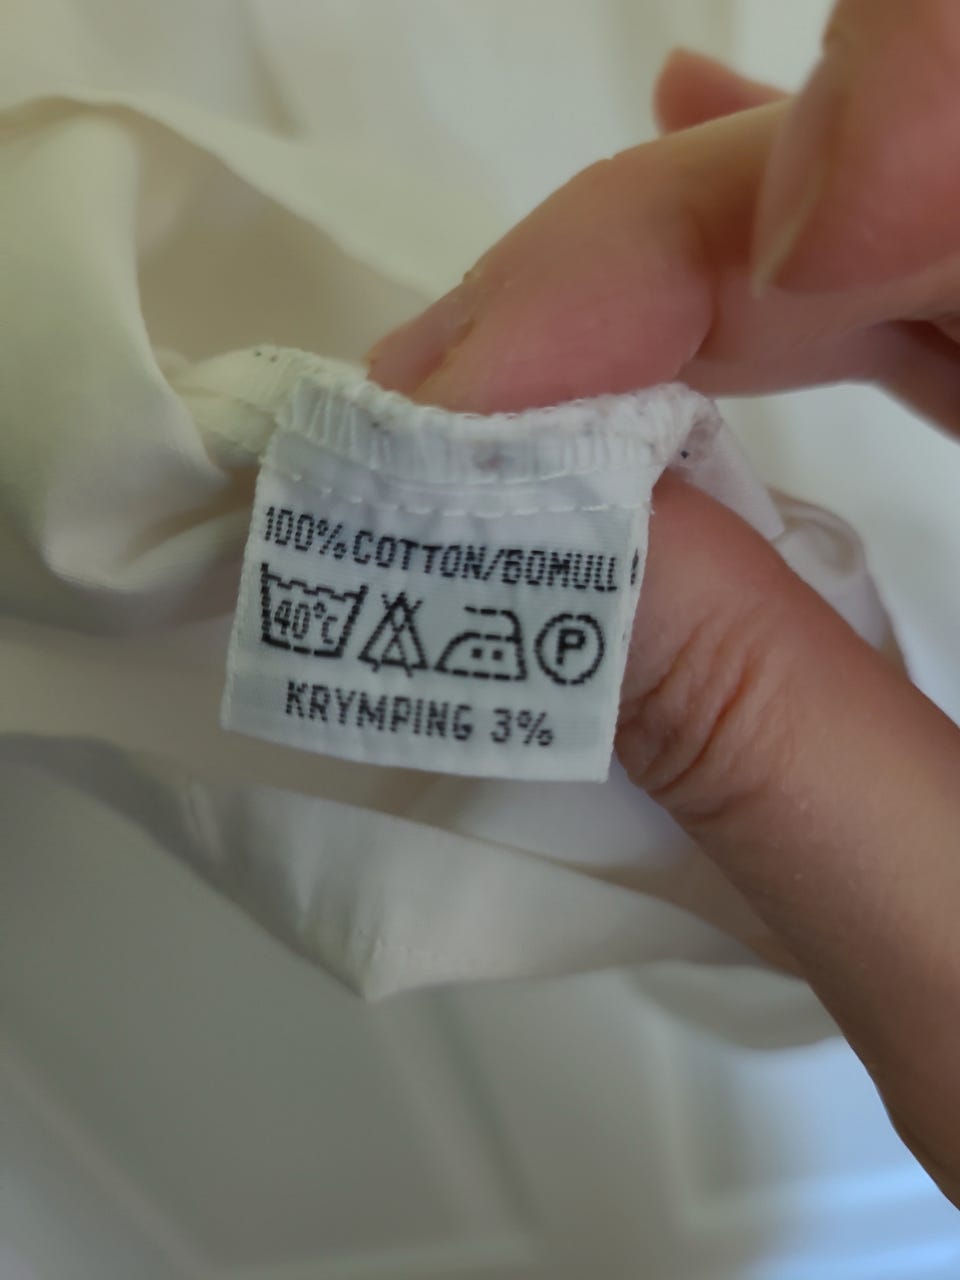 100% COTTON/BOMULL
40°C P
KRYMPING 3%